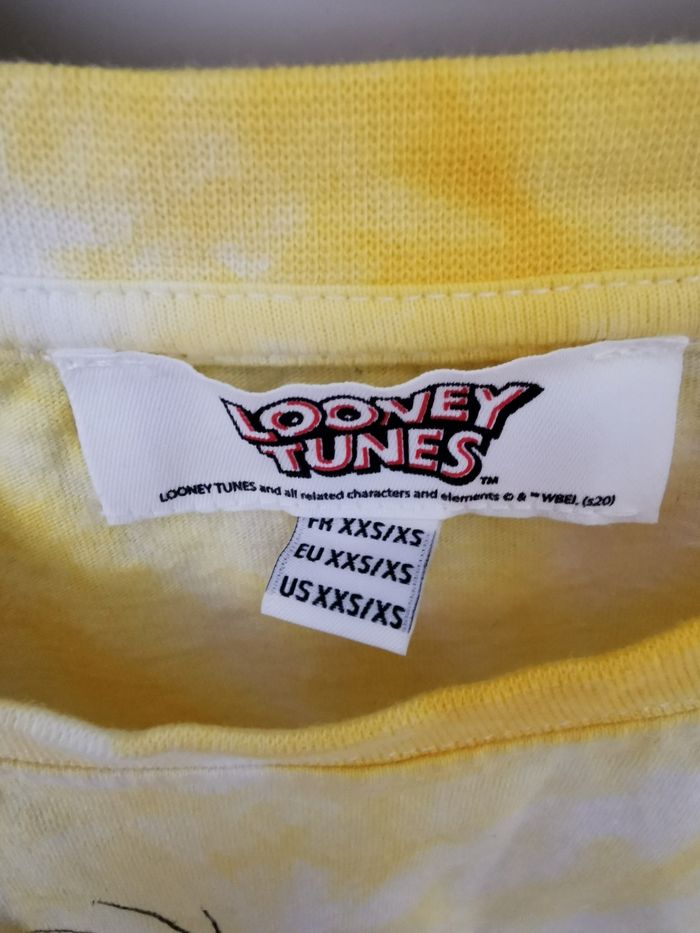 LOONEY
TUNES™
LOONEY TUNES and all related characters and elements © & ™ WBEI. (s20)
FR XXS/XS
EU XXS/XS
US XXS/XS